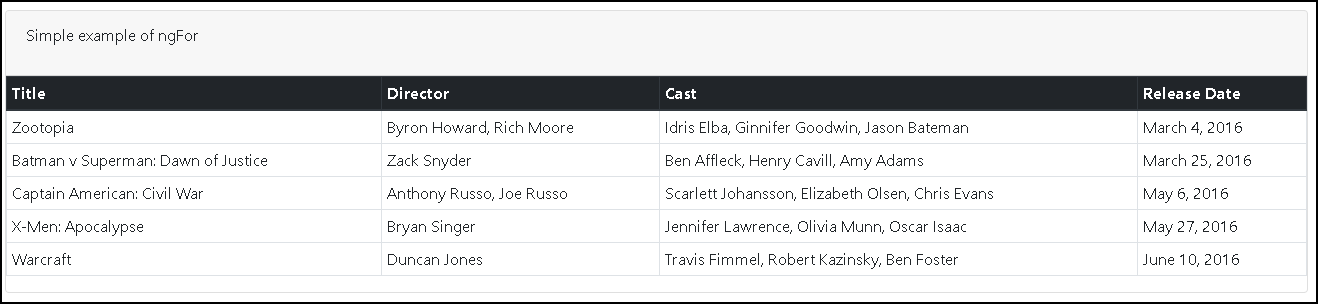 Simple example of ngFor
Title Director Cast Release Date
Zootopia Byron Howard, Rich Moore Idris Elba, Ginnifer Goodwin, Jason Bateman March 4, 2016
Batman v Superman: Dawn of Justice Zack Snyder Ben Affleck, Henry Cavill, Amy Adams March 25, 2016
Captain American: Civil War Anthony Russo, Joe Russo Scarlett Johansson, Elizabeth Olsen, Chris Evans May 6, 2016
X-Men: Apocalypse Bryan Singer Jennifer Lawrence, Olivia Munn, Oscar Isaac May 27, 2016
Warcraft Duncan Jones Travis Fimmel, Robert Kazinsky, Ben Foster June 10, 2016